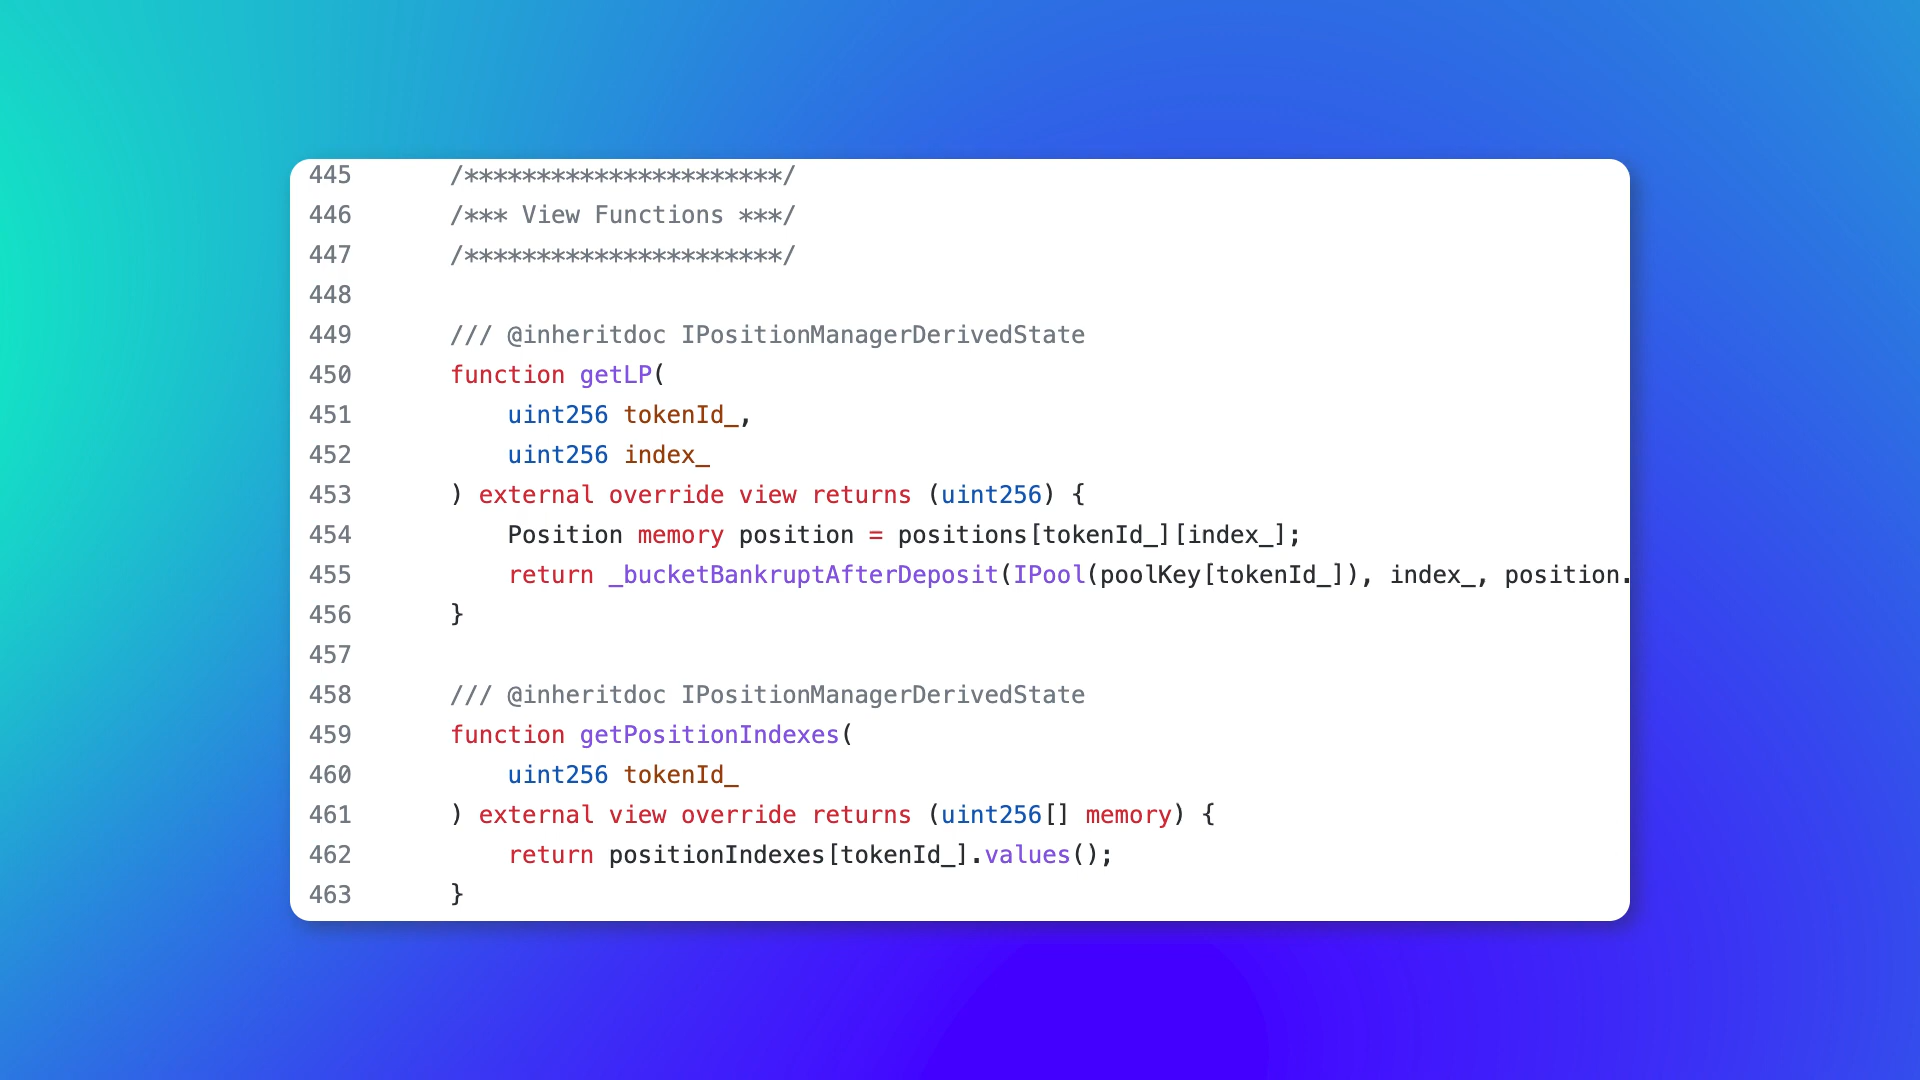 445 /**********************/
446 /*** View Functions ***/
447 /**********************/
448
449 /// @inheritdoc IPositionManagerDerivedState
450 function getLP(
451 uint256 tokenId_,
452 uint256 index_
453 ) external override view returns (uint256) {
454 Position memory position = positions[tokenId_][index_];
455 return _bucketBankruptAfterDeposit(IPool(poolKey[tokenId_]), index_, position.
456 }
457
458 /// @inheritdoc IPositionManagerDerivedState
459 function getPositionIndexes(
460 uint256 tokenId_
461 ) external view override returns (uint256[] memory) {
462 return positionIndexes[tokenId_].values();
463 }